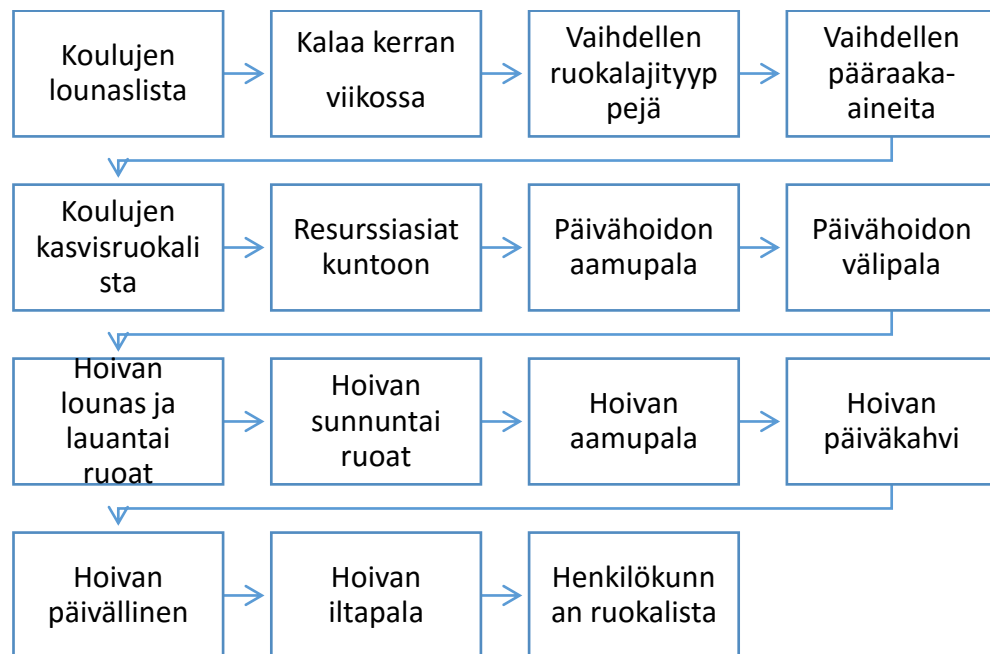 Koulujen
lounaslista
Kalaa kerran
viikossa
Vaihdellen
ruokalajityyp
pejä
Vaihdellen
pääraaka-
aineita
Koulujen
kasvisruokali
sta
Resurssiasiat
kuntoon
Päivähoidon
aamupala
Päivähoidon
välipala
Hoivan
lounas ja
lauantai
ruoat
Hoivan
sunnuntai
ruoat
Hoivan
aamupala
Hoivan
päiväkahvi
Hoivan
päivällinen
Hoivan
iltapala
Henkilökunn
an ruokalista